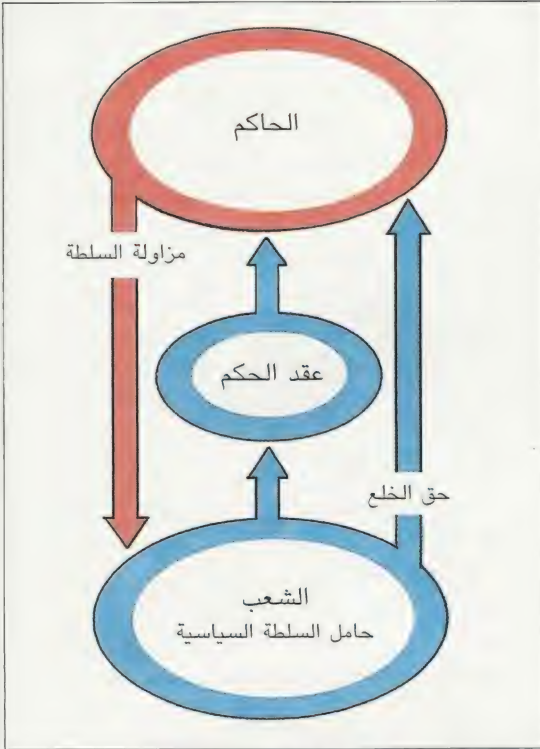 الحاكم
مزاولة السلطة
عقد الحكم
حق الخلع
الشعب
حامل السلطة السياسية